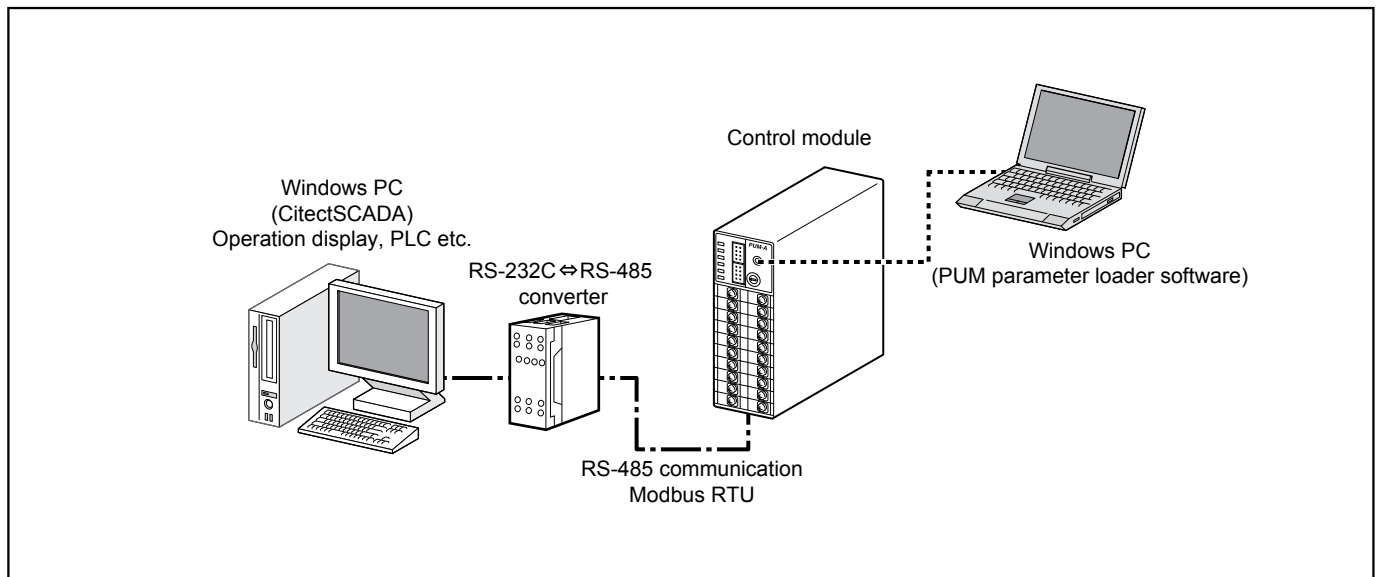 Control module
Windows PC
(CitectSCADA)
Operation display, PLC etc.
RS-232C⇔RS-485
converter
PUM-A
Windows PC
(PUM parameter loader software)
RS-485 communication
Modbus RTU